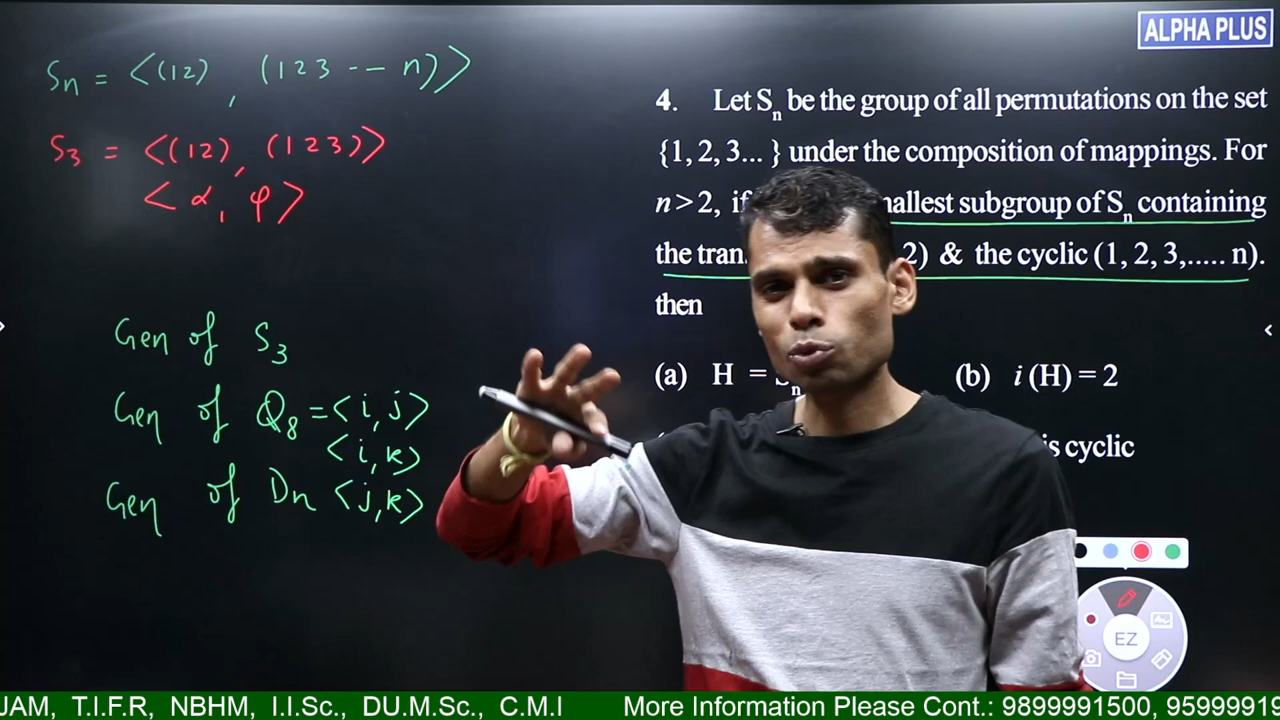 ALPHA PLUS
Sn = <(12), (123 --- n)>
S3 = <(12), (123)>
<α, φ>
Gen of S3
Gen of Q8 = <i, j>
<i, k>
Gen of Dn <j, k>
4. Let Sn be the group of all permutations on the set
{1, 2, 3... } under the composition of mappings. For
n > 2, if smallest subgroup of Sn containing
the tran 2) & the cyclic (1, 2, 3,..... n).
then
(a) H = Sn (b) i (H) = 2
is cyclic
EZ
JAM, T.I.F.R, NBHM, I.I.Sc., DU.M.Sc., C.M.I More Information Please Cont.: 9899991500, 95999919